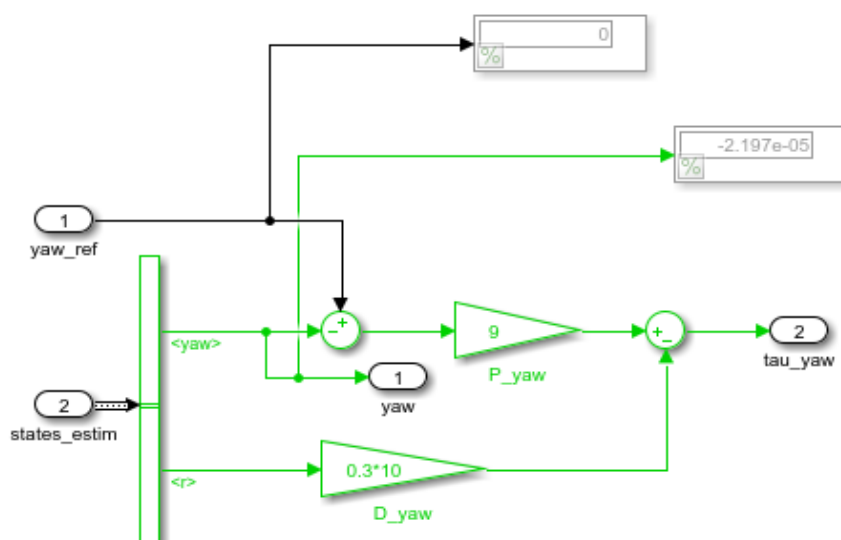 0
%
-2.197e-05
%
1
yaw_ref
<yaw>
- +
9
P_yaw
+ -
2
tau_yaw
1
yaw
2
states_estim
<r>
0.3*10
D_yaw